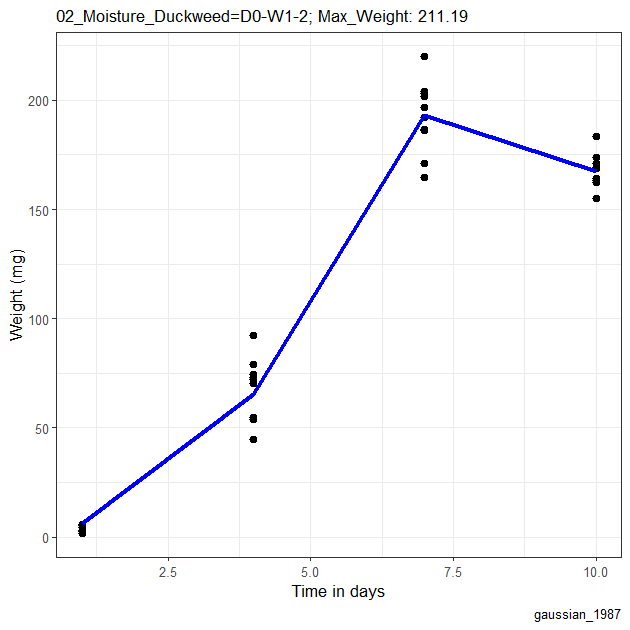 02_Moisture_Duckweed=D0-W1-2; Max_Weight: 211.19
Weight (mg)
200
150
100
50
0
2.5 5.0 7.5 10.0
Time in days
gaussian_1987